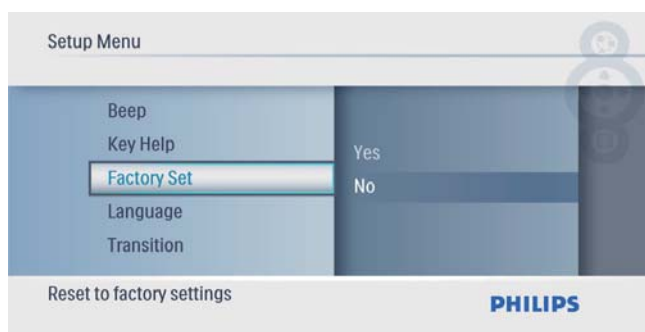 Setup Menu
Beep
Key Help
Factory Set
Language
Transition
Yes
No
Reset to factory settings
PHILIPS